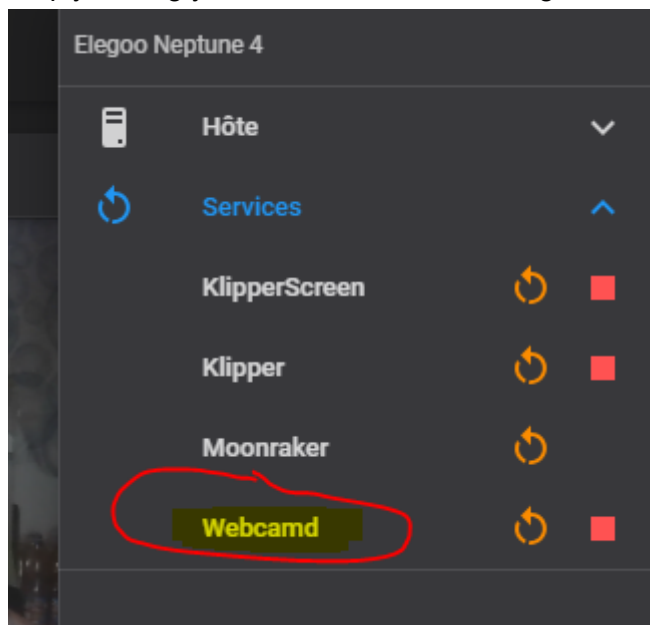 Elegoo Neptune 4
Hôte
Services
KlipperScreen
Klipper
Moonraker
Webcamd